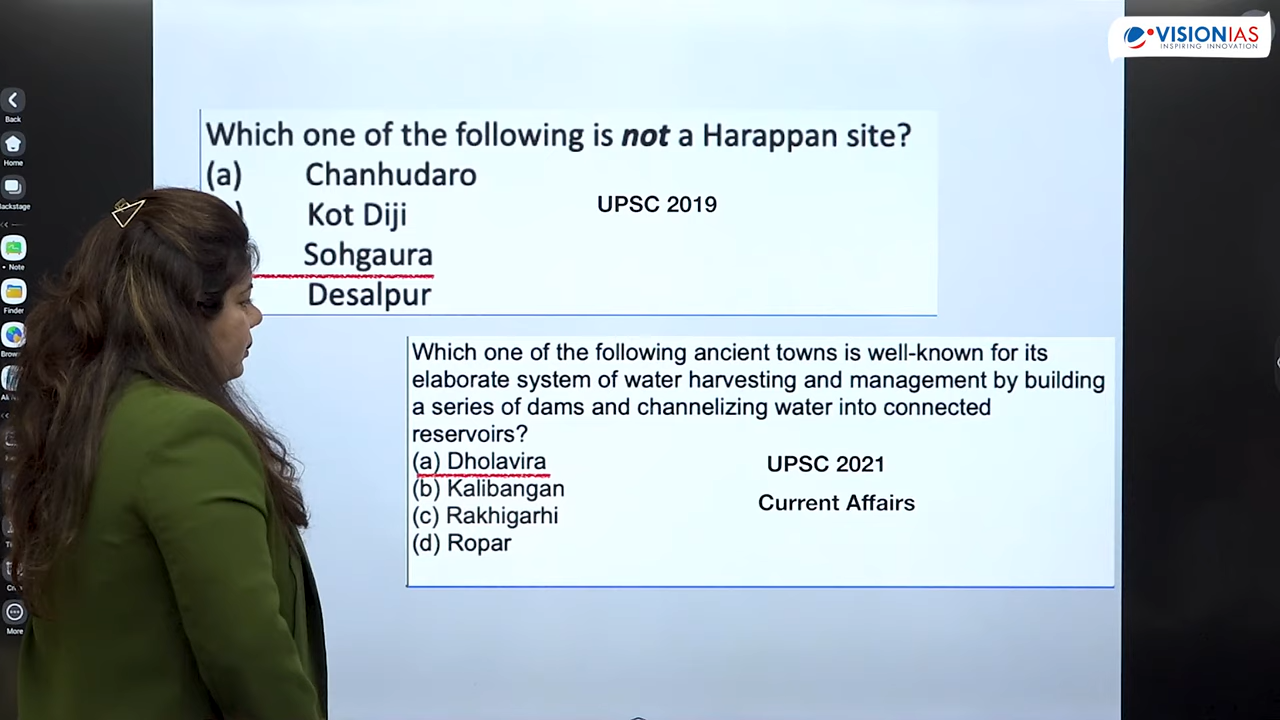 VISIONIAS
INSPIRING INNOVATION
Back
Home
ackstage
Note
Finder
Brow
More
Which one of the following is not a Harappan site?
(a) Chanhudaro
) Kot Diji
UPSC 2019
Sohgaura
Desalpur
Which one of the following ancient towns is well-known for its
elaborate system of water harvesting and management by building
a series of dams and channelizing water into connected
reservoirs?
(a) Dholavira
UPSC 2021
(b) Kalibangan
Current Affairs
(c) Rakhigarhi
(d) Ropar